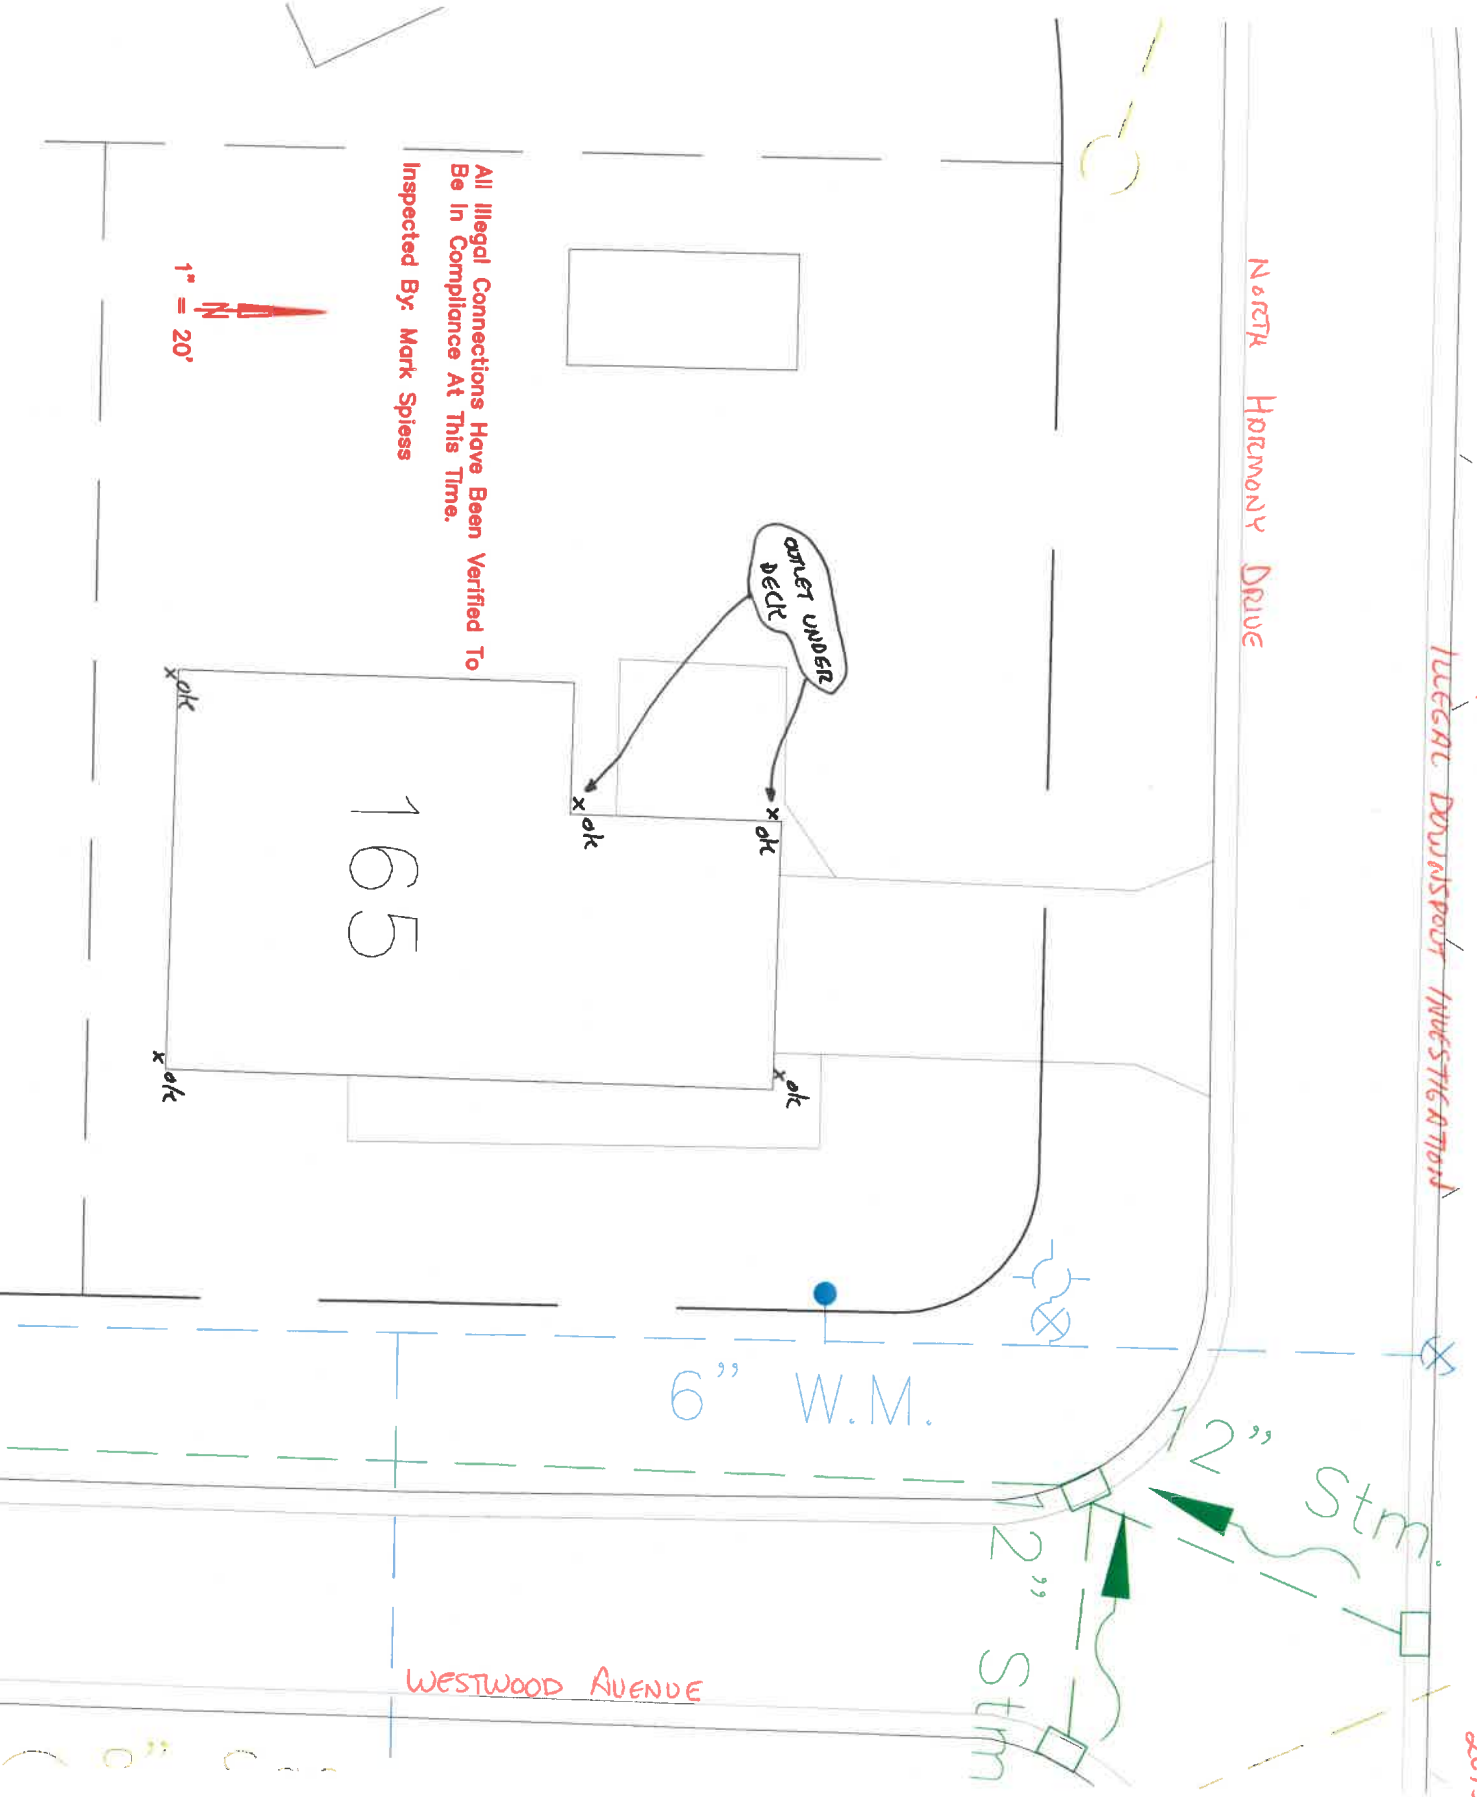 ILLEGAL DOWNSPOUT INVESTIGATION
NORTH HARMONY DRIVE
OUTLET UNDER
DECK
All Illegal Connections Have Been Verified To
Be In Compliance At This Time.
Inspected By: Mark Spiess
N
1" = 20'
x ok
x ok
x ok
x ok
x ok
165
6" W.M.
12" Stm.
12" Stm
WESTWOOD AVENUE